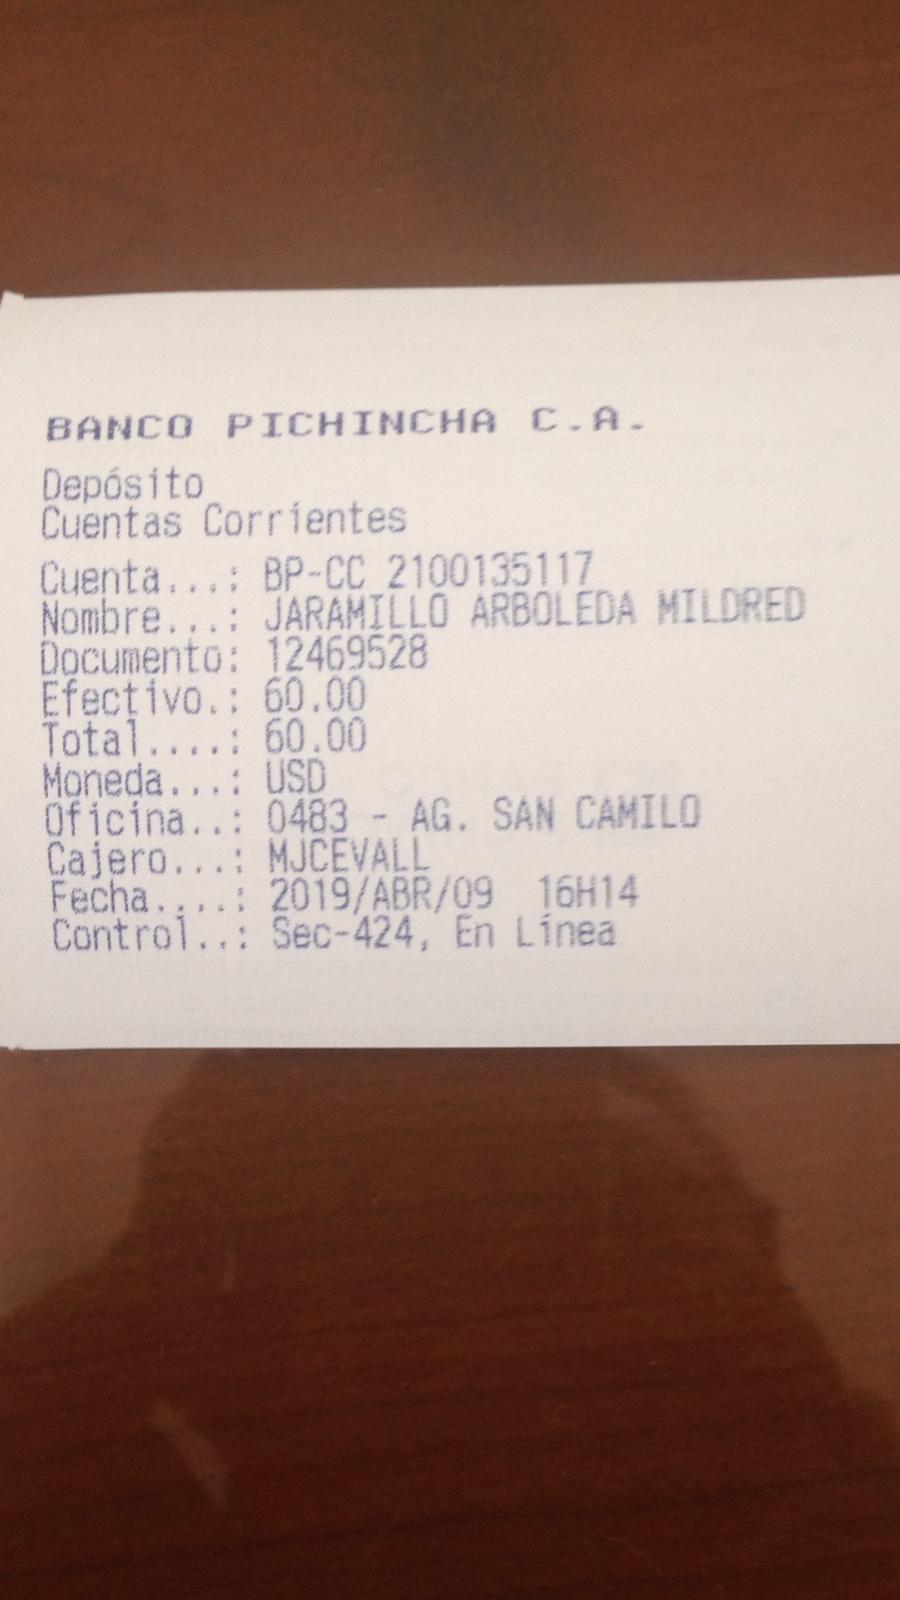 BANCO PICHINCHA C.A.
Depósito
Cuentas Corrientes
Cuenta...: BP-CC 2100135117
Nombre...: JARAMILLO ARBOLEDA MILDRED
Documento: 12469528
Efectivo.: 60.00
Total....: 60.00
Moneda...: USD
Oficina..: 0483 - AG. SAN CAMILO
Cajero...: MJCEVALL
Fecha....: 2019/ABR/09  16H14
Control..: Sec-424, En Línea